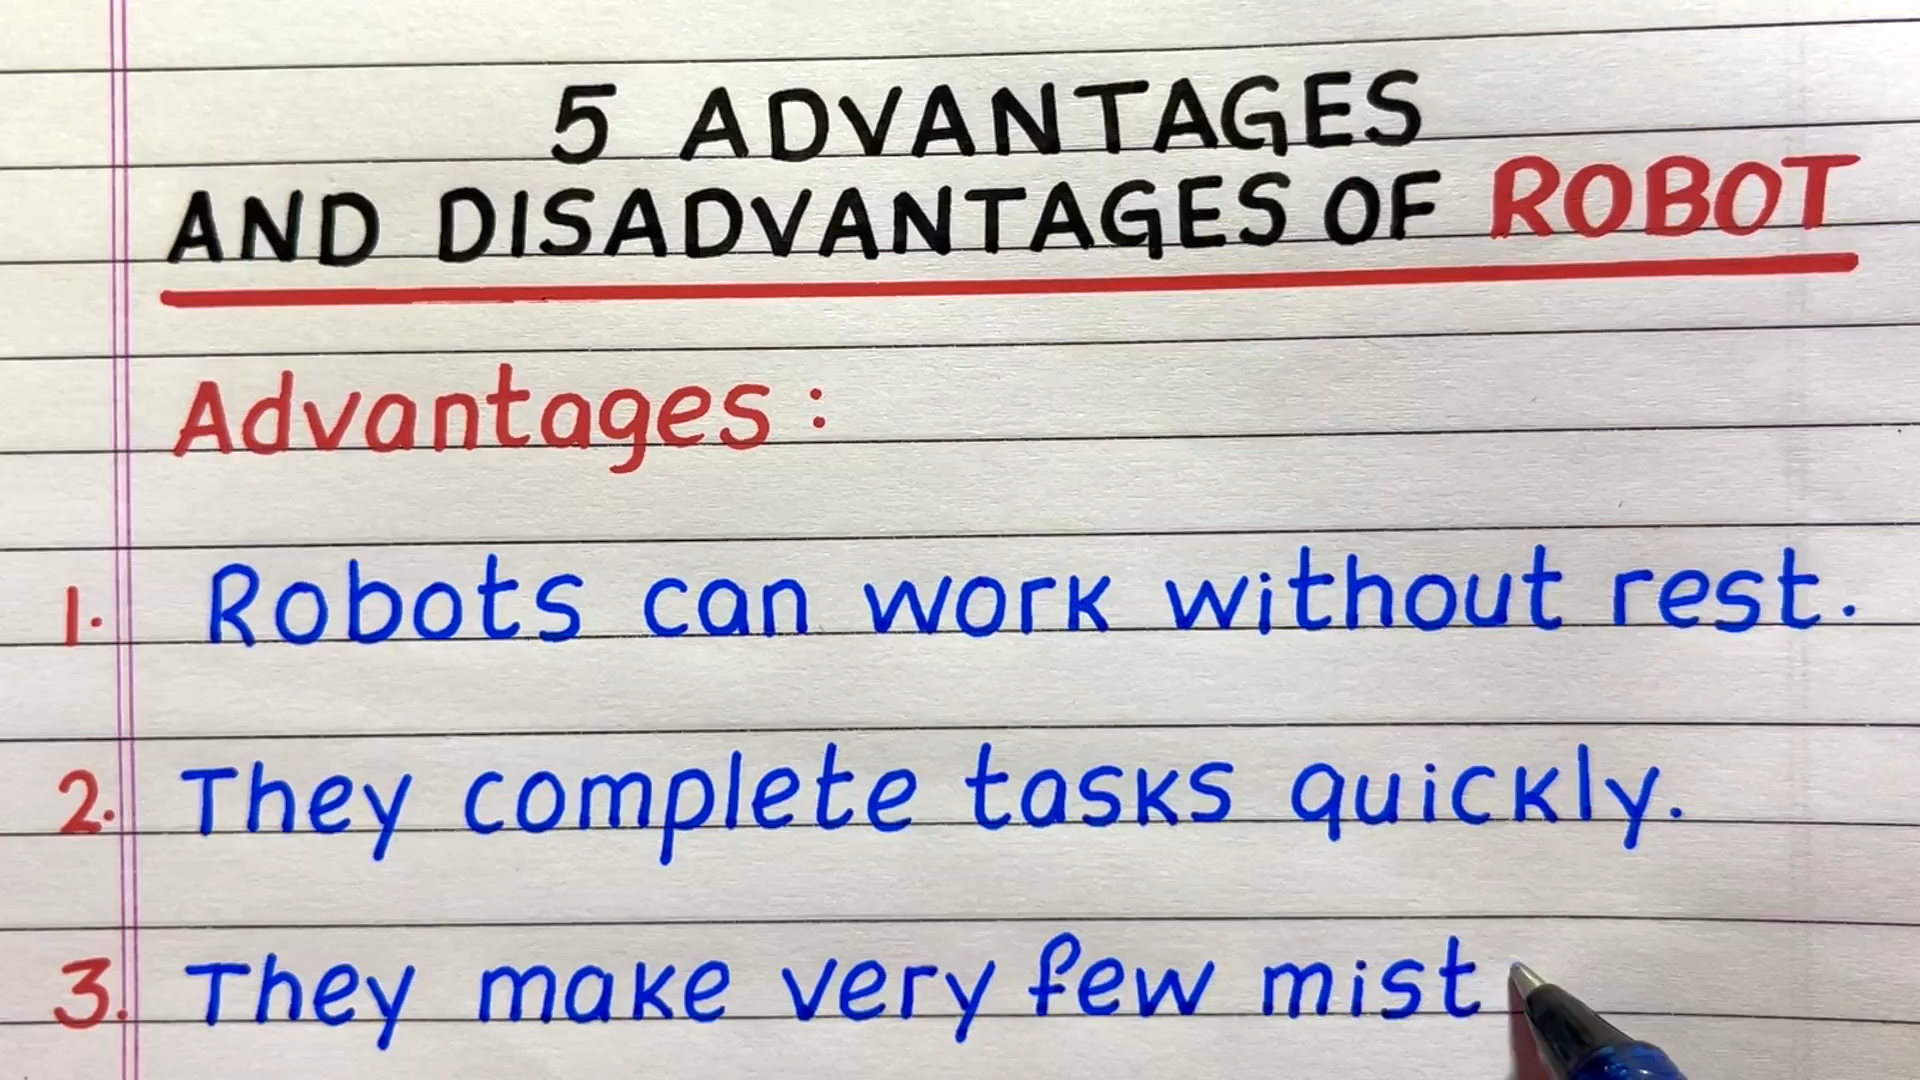 5 ADVANTAGES
AND DISADVANTAGES OF ROBOT
Advantages :
1. Robots can work without rest.
2. They complete tasks quickly.
3. They make very few mist